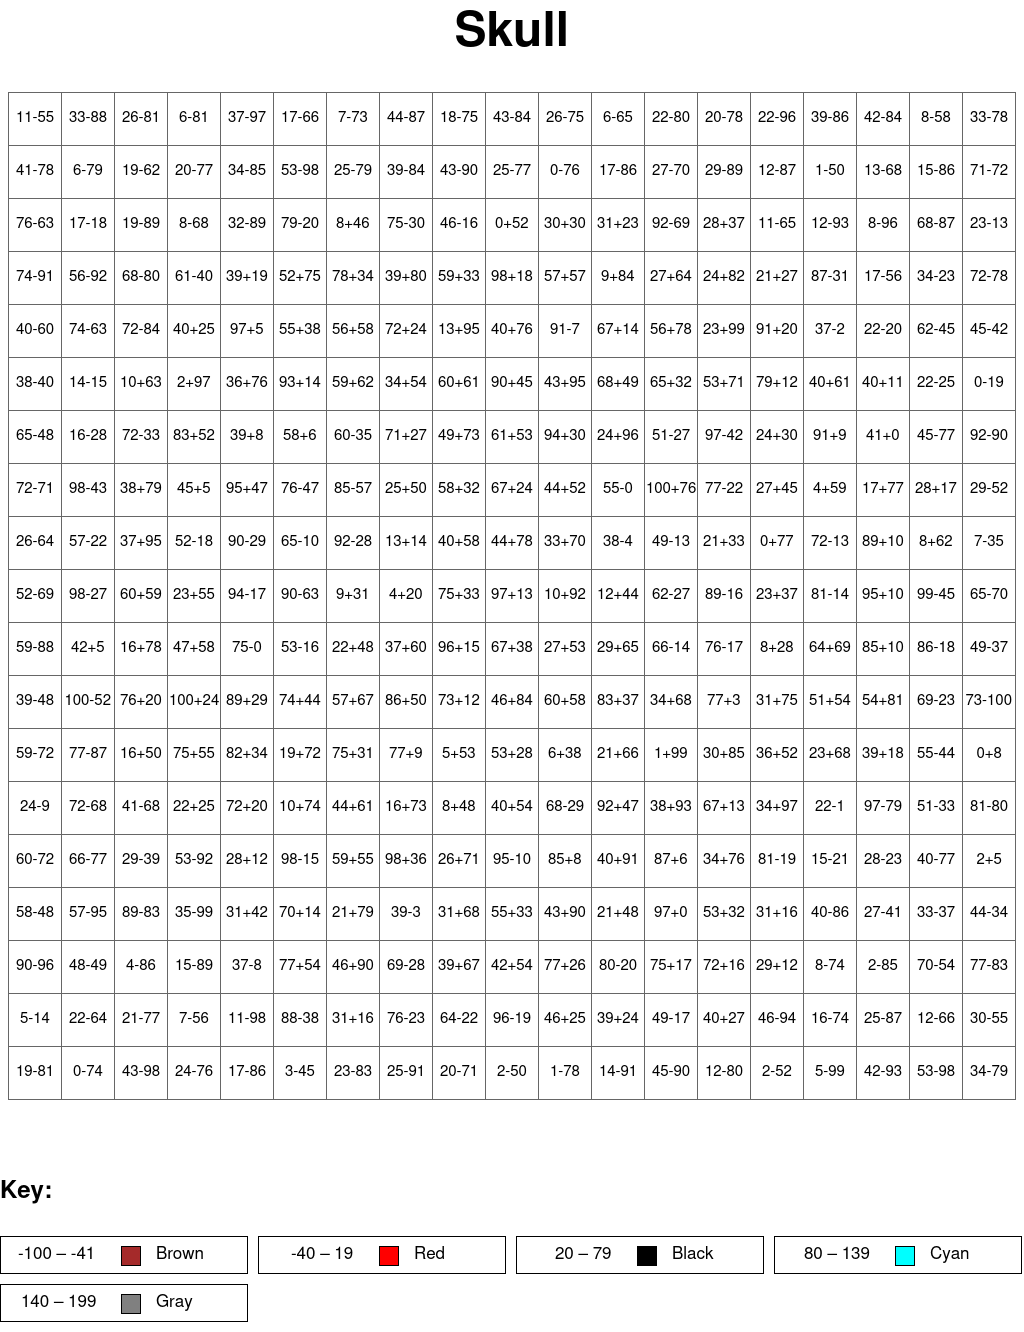 Skull
11-55 33-88 26-81 6-81 37-97 17-66 7-73 44-87 18-75 43-84 26-75 6-65 22-80 20-78 22-96 39-86 42-84 8-58 33-78
41-78 6-79 19-62 20-77 34-85 53-98 25-79 39-84 43-90 25-77 0-76 17-86 27-70 29-89 12-87 1-50 13-68 15-86 71-72
76-63 17-18 19-89 8-68 32-89 79-20 8+46 75-30 46-16 0+52 30+30 31+23 92-69 28+37 11-65 12-93 8-96 68-87 23-13
74-91 56-92 68-80 61-40 39+19 52+75 78+34 39+80 59+33 98+18 57+57 9+84 27+64 24+82 21+27 87-31 17-56 34-23 72-78
40-60 74-63 72-84 40+25 97+5 55+38 56+58 72+24 13+95 40+76 91-7 67+14 56+78 23+99 91+20 37-2 22-20 62-45 45-42
38-40 14-15 10+63 2+97 36+76 93+14 59+62 34+54 60+61 90+45 43+95 68+49 65+32 53+71 79+12 40+61 40+11 22-25 0-19
65-48 16-28 72-33 83+52 39+8 58+6 60-35 71+27 49+73 61+53 94+30 24+96 51-27 97-42 24+30 91+9 41+0 45-77 92-90
72-71 98-43 38+79 45+5 95+47 76-47 85-57 25+50 58+32 67+24 44+52 55-0 100+76 77-22 27+45 4+59 17+77 28+17 29-52
26-64 57-22 37+95 52-18 90-29 65-10 92-28 13+14 40+58 44+78 33+70 38-4 49-13 21+33 0+77 72-13 89+10 8+62 7-35
52-69 98-27 60+59 23+55 94-17 90-63 9+31 4+20 75+33 97+13 10+92 12+44 62-27 89-16 23+37 81-14 95+10 99-45 65-70
59-88 42+5 16+78 47+58 75-0 53-16 22+48 37+60 96+15 67+38 27+53 29+65 66-14 76-17 8+28 64+69 85+10 86-18 49-37
39-48 100-52 76+20 100+24 89+29 74+44 57+67 86+50 73+12 46+84 60+58 83+37 34+68 77+3 31+75 51+54 54+81 69-23 73-100
59-72 77-87 16+50 75+55 82+34 19+72 75+31 77+9 5+53 53+28 6+38 21+66 1+99 30+85 36+52 23+68 39+18 55-44 0+8
24-9 72-68 41-68 22+25 72+20 10+74 44+61 16+73 8+48 40+54 68-29 92+47 38+93 67+13 34+97 22-1 97-79 51-33 81-80
60-72 66-77 29-39 53-92 28+12 98-15 59+55 98+36 26+71 95-10 85+8 40+91 87+6 34+76 81-19 15-21 28-23 40-77 2+5
58-48 57-95 89-83 35-99 31+42 70+14 21+79 39-3 31+68 55+33 43+90 21+48 97+0 53+32 31+16 40-86 27-41 33-37 44-34
90-96 48-49 4-86 15-89 37-8 77+54 46+90 69-28 39+67 42+54 77+26 80-20 75+17 72+16 29+12 8-74 2-85 70-54 77-83
5-14 22-64 21-77 7-56 11-98 88-38 31+16 76-23 64-22 96-19 46+25 39+24 49-17 40+27 46-94 16-74 25-87 12-66 30-55
19-81 0-74 43-98 24-76 17-86 3-45 23-83 25-91 20-71 2-50 1-78 14-91 45-90 12-80 2-52 5-99 42-93 53-98 34-79
Key:
-100 – -41 Brown -40 – 19 Red 20 – 79 Black 80 – 139 Cyan
140 – 199 Gray